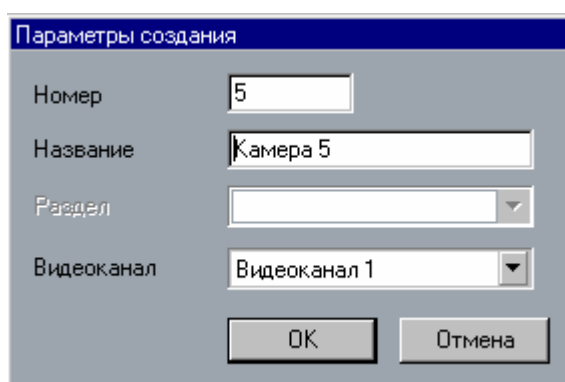 Параметры создания
Номер 5
Название Камера 5
Раздел
Видеоканал Видеоканал 1
OK Отмена